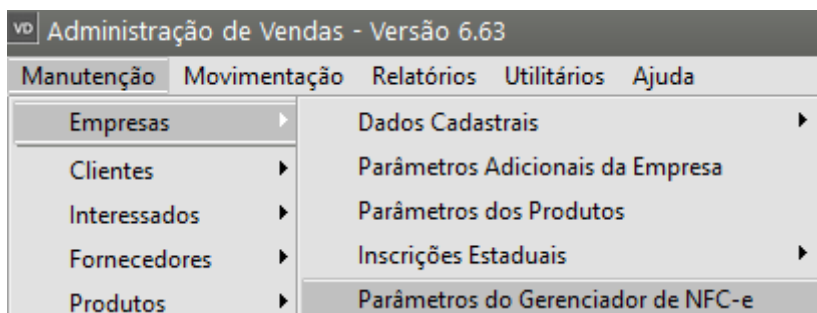 VD Administração de Vendas - Versão 6.63
Manutenção Movimentação Relatórios Utilitários Ajuda
Empresas Dados Cadastrais
Clientes Parâmetros Adicionais da Empresa
Interessados Parâmetros dos Produtos
Fornecedores Inscrições Estaduais
Produtos Parâmetros do Gerenciador de NFC-e